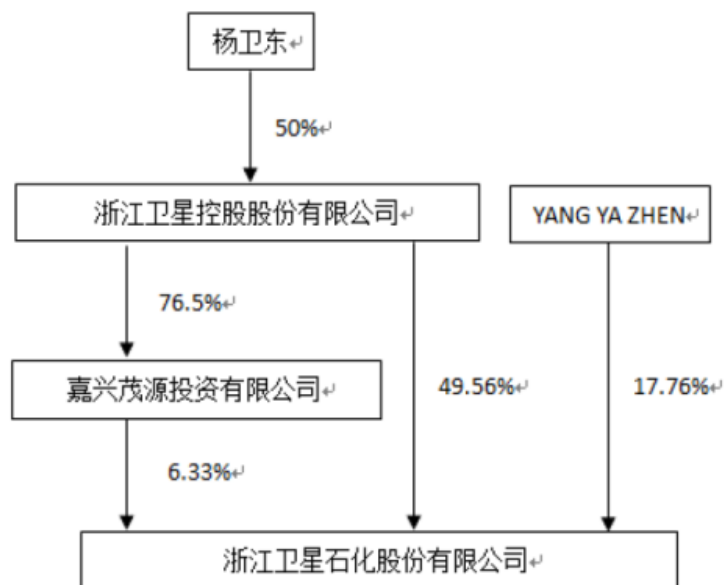 杨卫东
50%
浙江卫星控股股份有限公司
YANG YA ZHEN
76.5%
嘉兴茂源投资有限公司
49.56%
17.76%
6.33%
浙江卫星石化股份有限公司